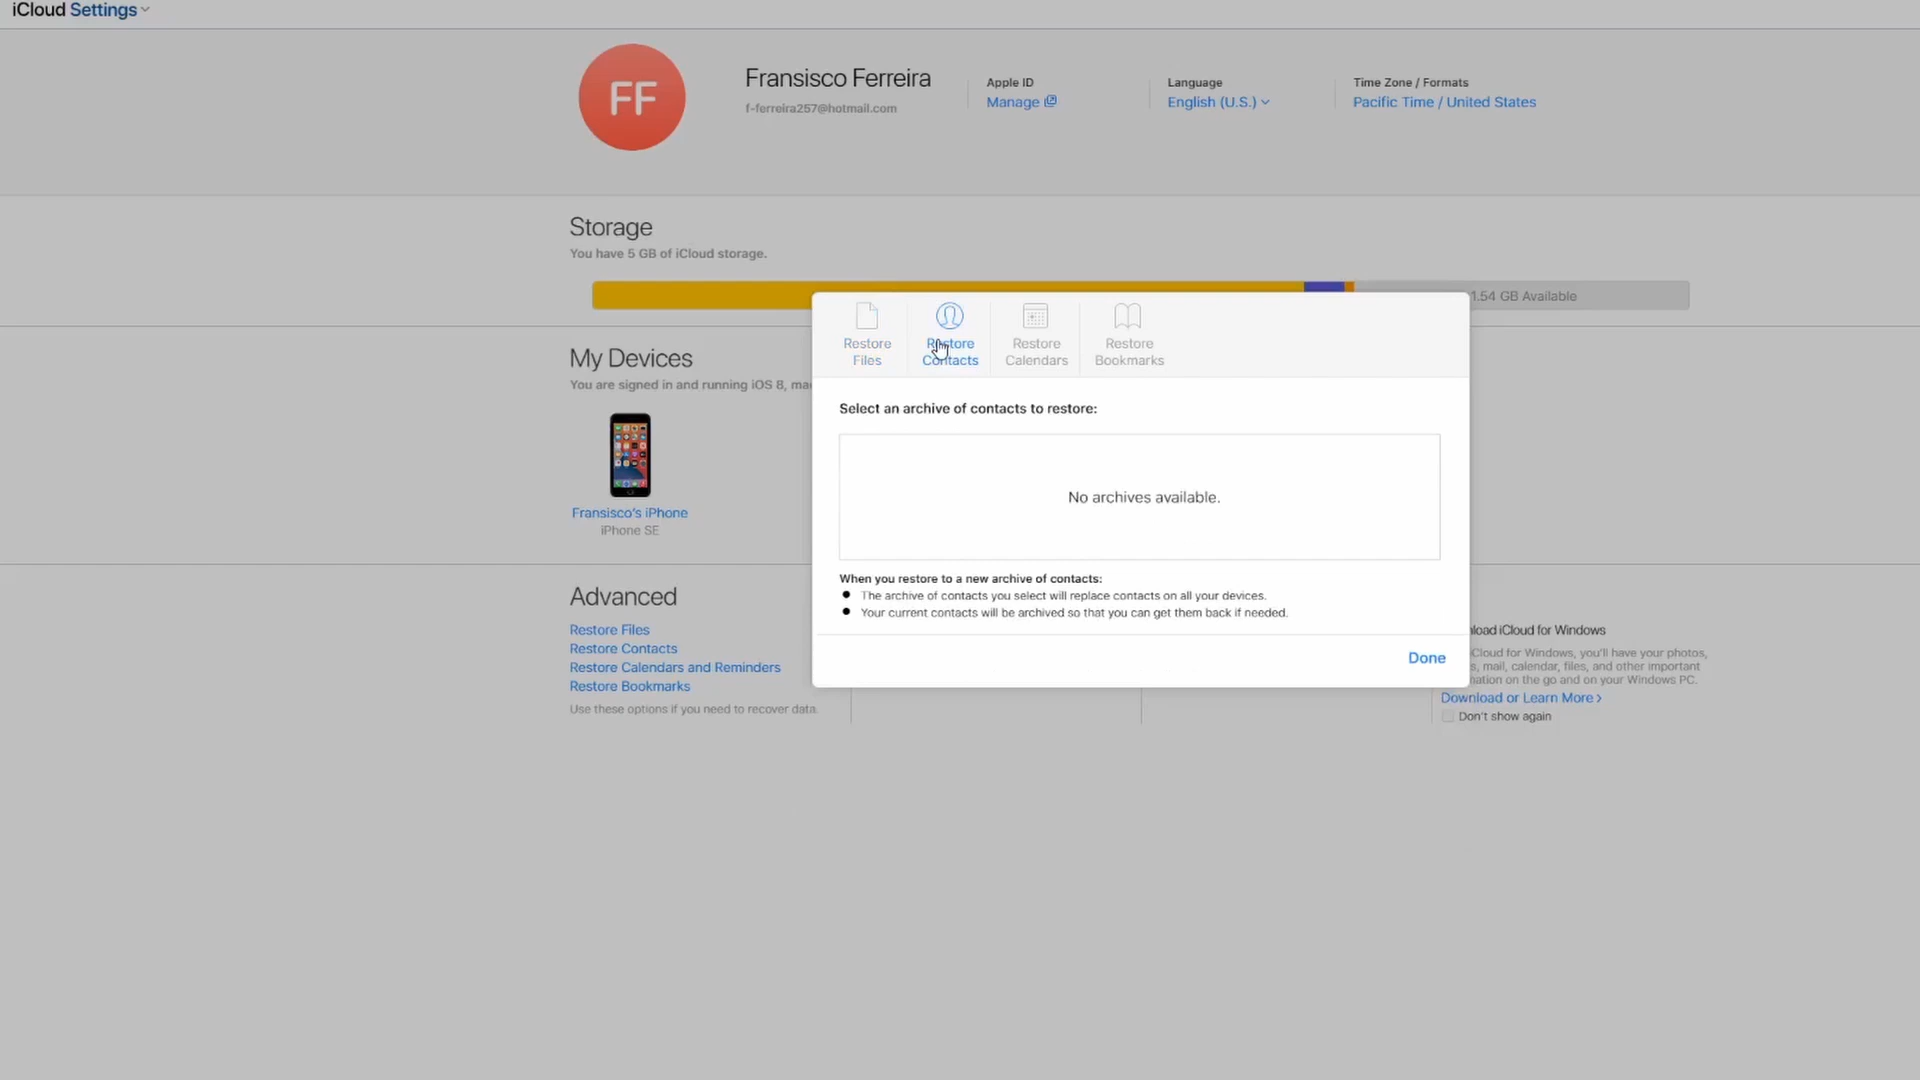 iCloud Settings
FF
Fransisco Ferreira
f-ferreira257@hotmail.com
Apple ID
Manage
Language
English (U.S.)
Time Zone / Formats
Pacific Time / United States
Storage
You have 5 GB of iCloud storage.
1.54 GB Available
My Devices
You are signed in and running iOS 8, ma
Fransisco's iPhone
iPhone SE
Restore Files
Restore Contacts
Restore Calendars
Restore Bookmarks
Select an archive of contacts to restore:
No archives available.
When you restore to a new archive of contacts:
The archive of contacts you select will replace contacts on all your devices.
Your current contacts will be archived so that you can get them back if needed.
Done
Advanced
Restore Files
Restore Contacts
Restore Calendars and Reminders
Restore Bookmarks
Use these options if you need to recover data.
load iCloud for Windows
Cloud for Windows, you'll have your photos,
s, mail, calendar, files, and other important
nation on the go and on your Windows PC.
Download or Learn More >
Don't show again